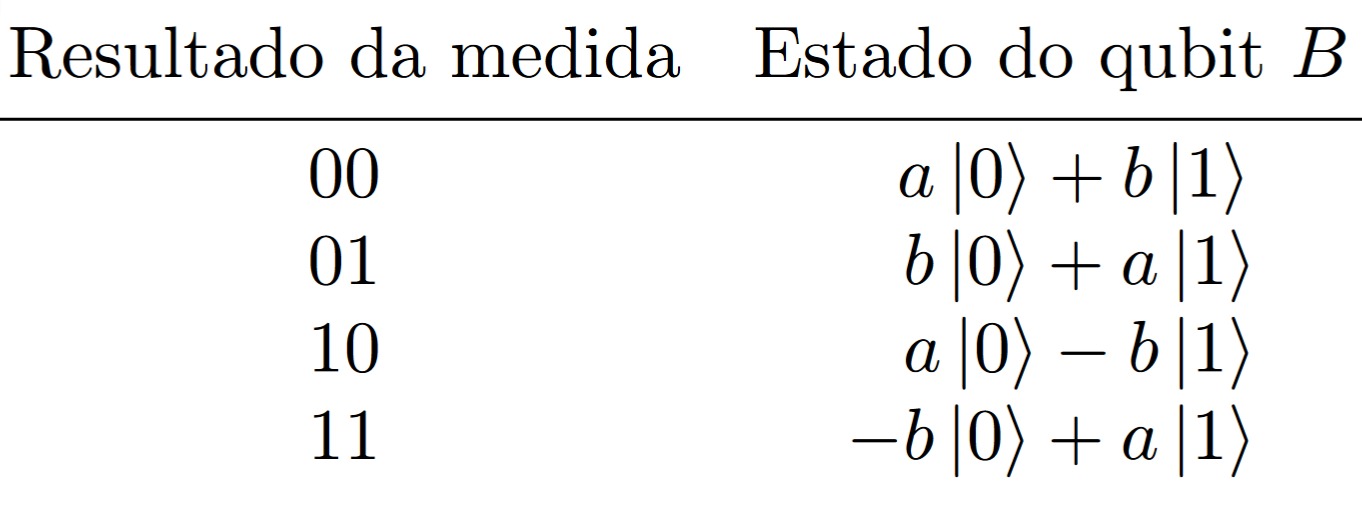 Resultado da medida Estado do qubit B
00 a |0⟩ + b |1⟩
01 b |0⟩ + a |1⟩
10 a |0⟩ − b |1⟩
11 −b |0⟩ + a |1⟩